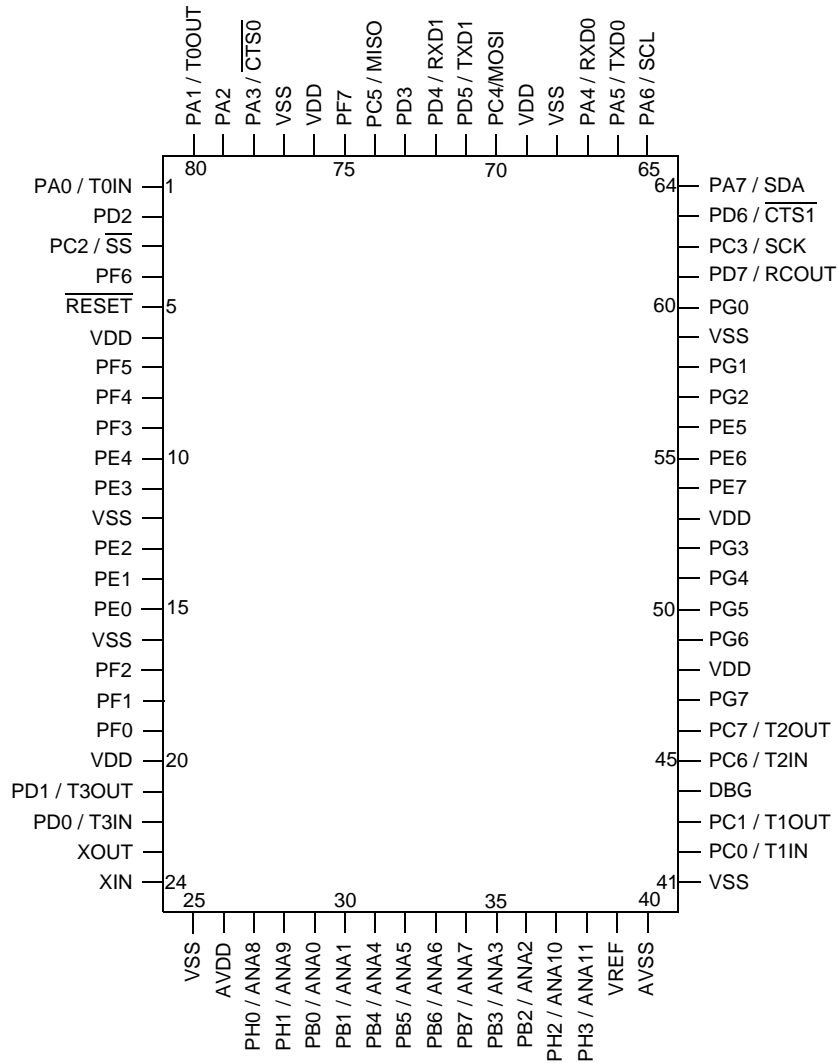 PA1 / T0OUT
PA2
PA3 / CTS0
VSS
VDD
PF7
PC5 / MISO
PD3
PD4 / RXD1
PD5 / TXD1
PC4/MOSI
VDD
VSS
PA4 / RXD0
PA5 / TXD0
PA6 / SCL
80
75
70
65
PA0 / T0IN
1
PD2
PC2 / SS
PF6
RESET
5
VDD
PF5
PF4
PF3
PE4
10
PE3
VSS
PE2
PE1
PE0
15
VSS
PF2
PF1
PF0
VDD
20
PD1 / T3OUT
PD0 / T3IN
XOUT
XIN
24
64
PA7 / SDA
PD6 / CTS1
PC3 / SCK
PD7 / RCOUT
60
PG0
VSS
PG1
PG2
PE5
55
PE6
PE7
VDD
PG3
PG4
50
PG5
PG6
VDD
PG7
PC7 / T2OUT
45
PC6 / T2IN
DBG
PC1 / T1OUT
PC0 / T1IN
41
VSS
25
30
35
40
VSS
AVDD
PH0 / ANA8
PH1 / ANA9
PB0 / ANA0
PB1 / ANA1
PB4 / ANA4
PB5 / ANA5
PB6 / ANA6
PB7 / ANA7
PB3 / ANA3
PB2 / ANA2
PH2 / ANA10
PH3 / ANA11
VREF
AVSS